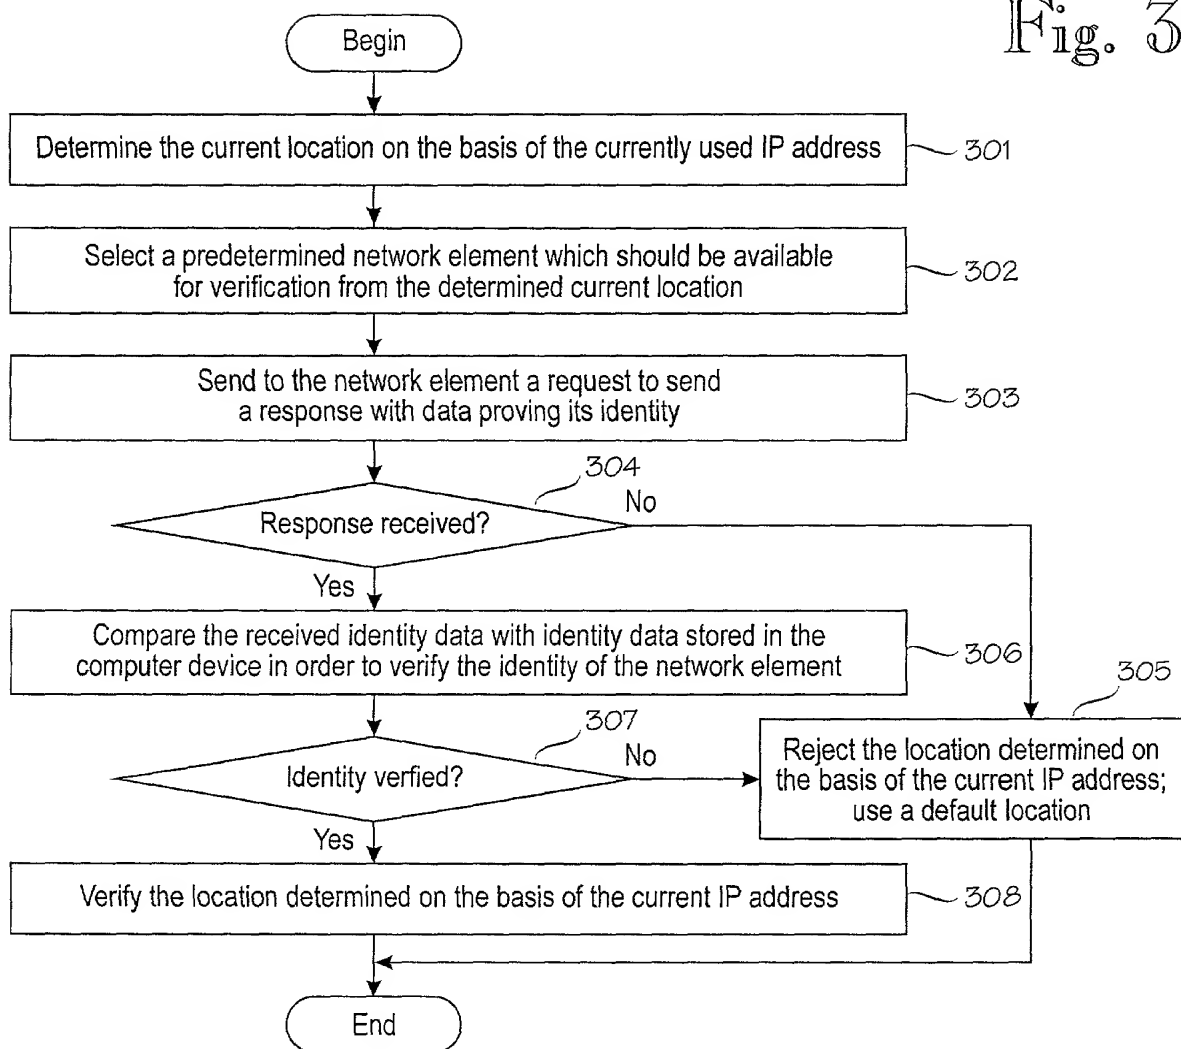 Fig. 3
Begin
Determine the current location on the basis of the currently used IP address
301
Select a predetermined network element which should be available
for verification from the determined current location
302
Send to the network element a request to send
a response with data proving its identity
303
304
Response received?
No
Yes
Compare the received identity data with identity data stored in the
computer device in order to verify the identity of the network element
306
305
307
Identity verfied?
No
Reject the location determined on
the basis of the current IP address;
use a default location
Yes
Verify the location determined on the basis of the current IP address
308
End